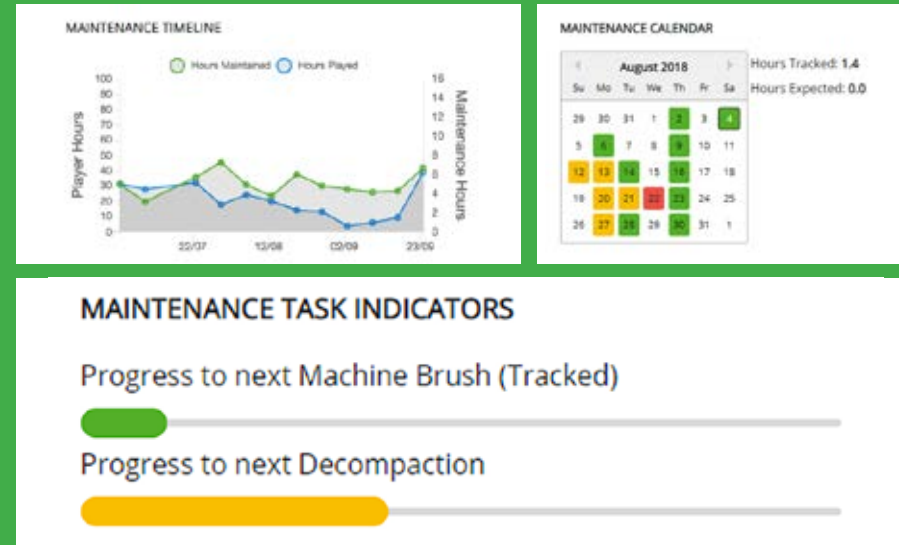 MAINTENANCE TIMELINE
Hours Maintained Hours Played
100
90
80
70
60
50
40
30
20
10
0
Player Hours
16
14
12
10
8
6
4
2
0
Maintenance Hours
22/07 12/08 02/09 23/09
MAINTENANCE CALENDAR
August 2018
Su Mo Tu We Th Fr Sa
29 30 31 1 2 3 4
5 6 7 8 9 10 11
12 13 14 15 16 17 18
19 20 21 22 23 24 25
26 27 28 29 30 31 1
Hours Tracked: 1.4
Hours Expected: 0.0
MAINTENANCE TASK INDICATORS
Progress to next Machine Brush (Tracked)
Progress to next Decompaction